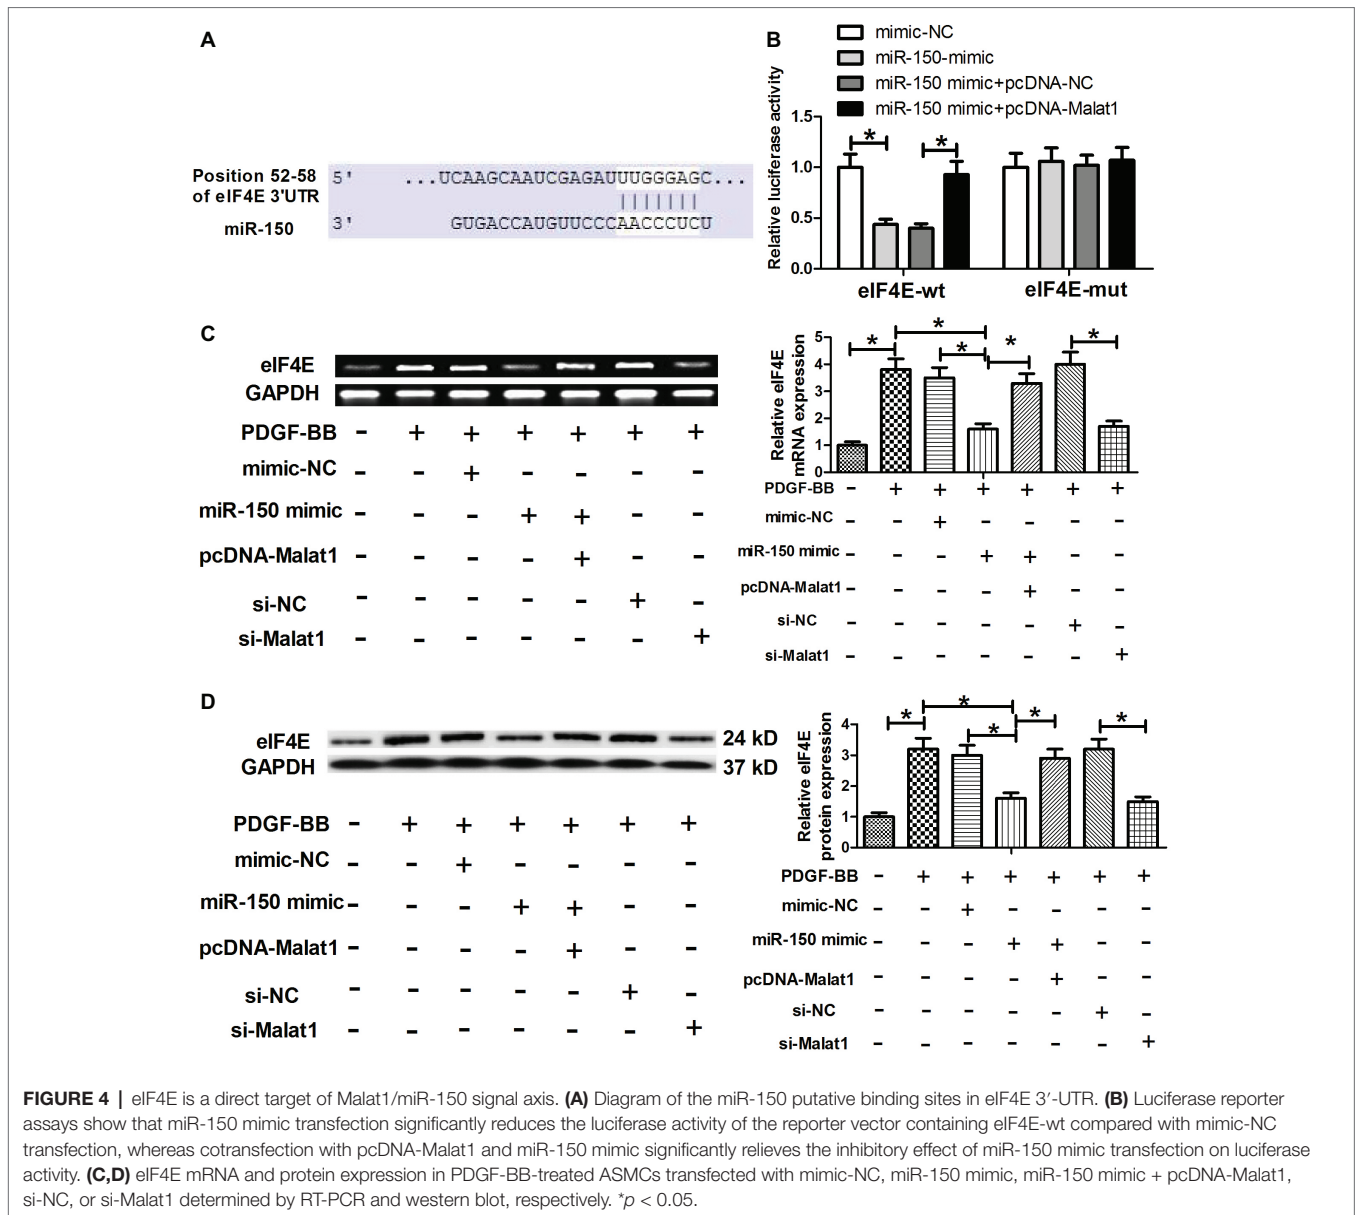 A
Position 52-58
of eIF4E 3'UTR
5' ...UCAAGCAAUCGAGAUUUGGGAGC...
miR-150
3' GUGACCAUGUUCCCAACCCUCU
B
mimic-NC
miR-150-mimic
miR-150 mimic+pcDNA-NC
miR-150 mimic+pcDNA-Malat1
Relative luciferase activity
1.5
1.0
0.5
0.0
* *
eIF4E-wt eIF4E-mut
C
eIF4E
GAPDH
PDGF-BB - + + + + + +
mimic-NC - - + - - - -
miR-150 mimic - - - + + - -
pcDNA-Malat1 - - - - + - -
si-NC - - - - - + -
si-Malat1 - - - - - - +
Relative eIF4E
mRNA expression
5
4
3
2
1
0
* * * * *
PDGF-BB - + + + + + +
mimic-NC - - + - - - -
miR-150 mimic - - - + + - -
pcDNA-Malat1 - - - - + - -
si-NC - - - - - + -
si-Malat1 - - - - - - +
D
eIF4E 24 kD
GAPDH 37 kD
PDGF-BB - + + + + + +
mimic-NC - - + - - - -
miR-150 mimic - - - + + - -
pcDNA-Malat1 - - - - + - -
si-NC - - - - - + -
si-Malat1 - - - - - - +
Relative eIF4E
protein expression
4
3
2
1
0
* * * * *
PDGF-BB - + + + + + +
mimic-NC - - + - - - -
miR-150 mimic - - - + + - -
pcDNA-Malat1 - - - - + - -
si-NC - - - - - + -
si-Malat1 - - - - - - +
FIGURE 4 | eIF4E is a direct target of Malat1/miR-150 signal axis. (A) Diagram of the miR-150 putative binding sites in eIF4E 3′-UTR. (B) Luciferase reporter
assays show that miR-150 mimic transfection significantly reduces the luciferase activity of the reporter vector containing eIF4E-wt compared with mimic-NC
transfection, whereas cotransfection with pcDNA-Malat1 and miR-150 mimic significantly relieves the inhibitory effect of miR-150 mimic transfection on luciferase
activity. (C,D) eIF4E mRNA and protein expression in PDGF-BB-treated ASMCs transfected with mimic-NC, miR-150 mimic, miR-150 mimic + pcDNA-Malat1,
si-NC, or si-Malat1 determined by RT-PCR and western blot, respectively. *p < 0.05.